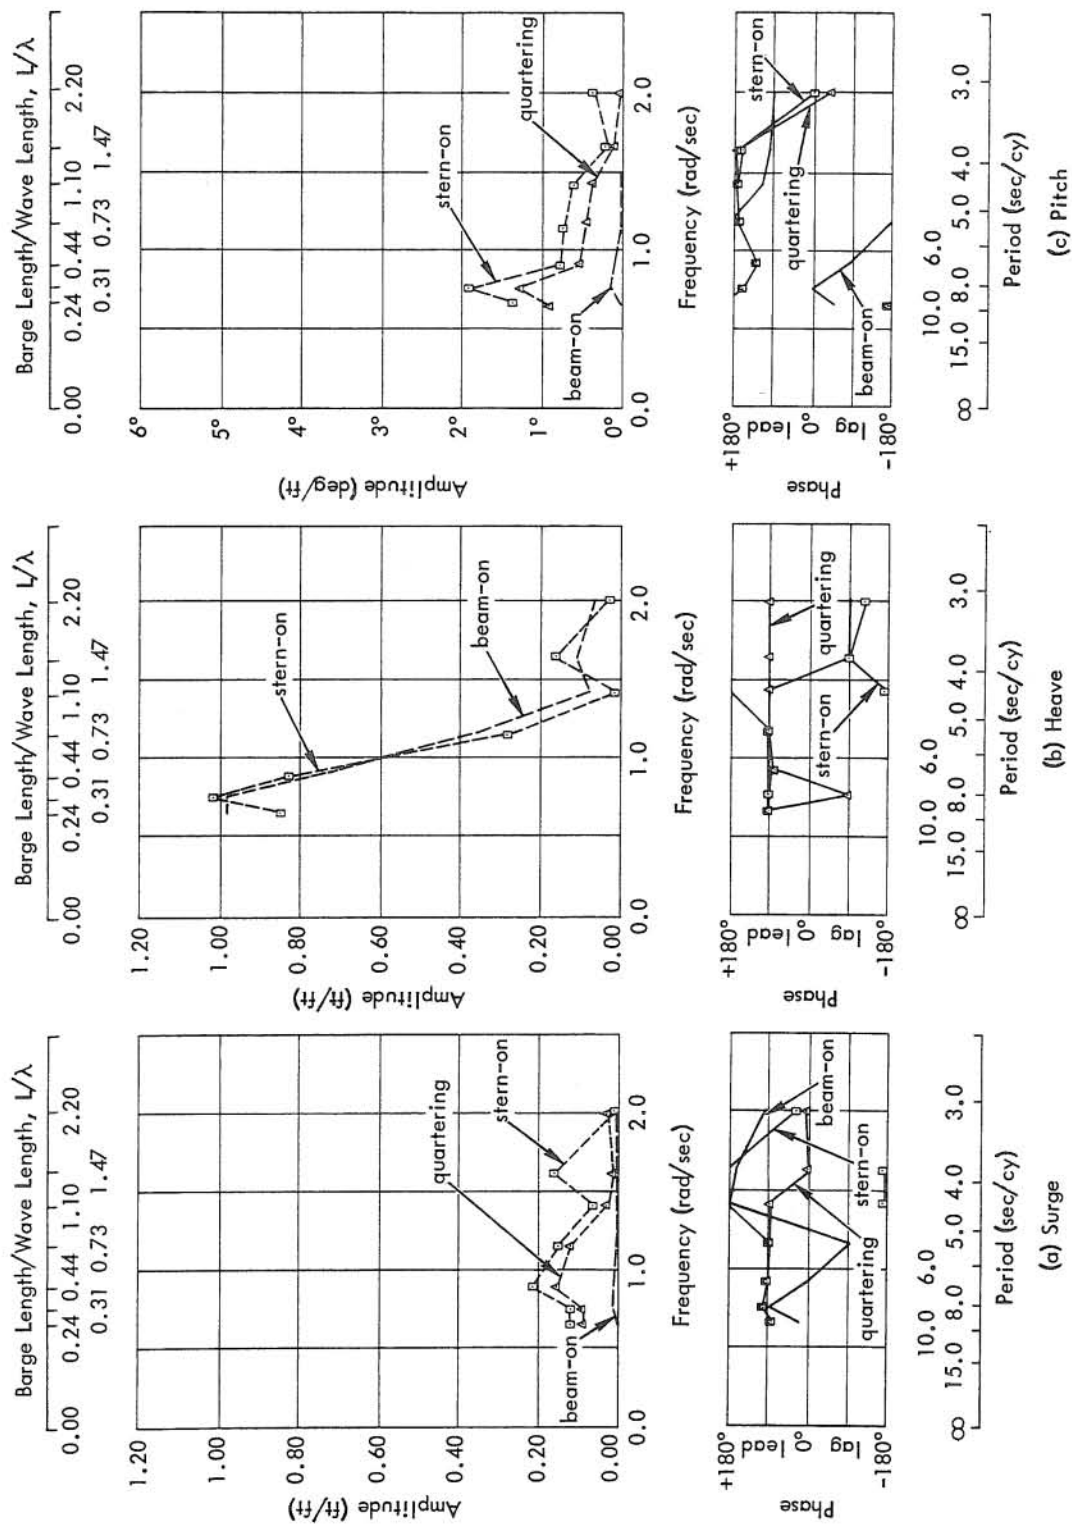 Barge Length/Wave Length, L/λ
0.00 0.24 0.44 1.10 2.20
0.31 0.73 1.47
1.20
1.00
0.80
0.60
0.40
0.20
0.00
Amplitude (ft/ft)
quartering
stern-on
beam-on
0.0 1.0 2.0
Frequency (rad/sec)
+180°
lead
0°
lag
-180°
Phase
beam-on
stern-on
quartering
10.0 6.0
∞ 15.0 8.0 5.0 4.0 3.0
Period (sec/cy)
(a) Surge
Barge Length/Wave Length, L/λ
0.00 0.24 0.44 1.10 2.20
0.31 0.73 1.47
1.20
1.00
0.80
0.60
0.40
0.20
0.00
Amplitude (ft/ft)
stern-on
beam-on
0.0 1.0 2.0
Frequency (rad/sec)
+180°
lead
0°
lag
-180°
Phase
quartering
stern-on
10.0 6.0
∞ 15.0 8.0 5.0 4.0 3.0
Period (sec/cy)
(b) Heave
Barge Length/Wave Length, L/λ
0.00 0.24 0.44 1.10 2.20
0.31 0.73 1.47
6°
5°
4°
3°
2°
1°
0°
Amplitude (deg/ft)
stern-on
quartering
beam-on
0.0 1.0 2.0
Frequency (rad/sec)
+180°
lead
0°
lag
-180°
Phase
stern-on
quartering
beam-on
10.0 6.0
∞ 15.0 8.0 5.0 4.0 3.0
Period (sec/cy)
(c) Pitch